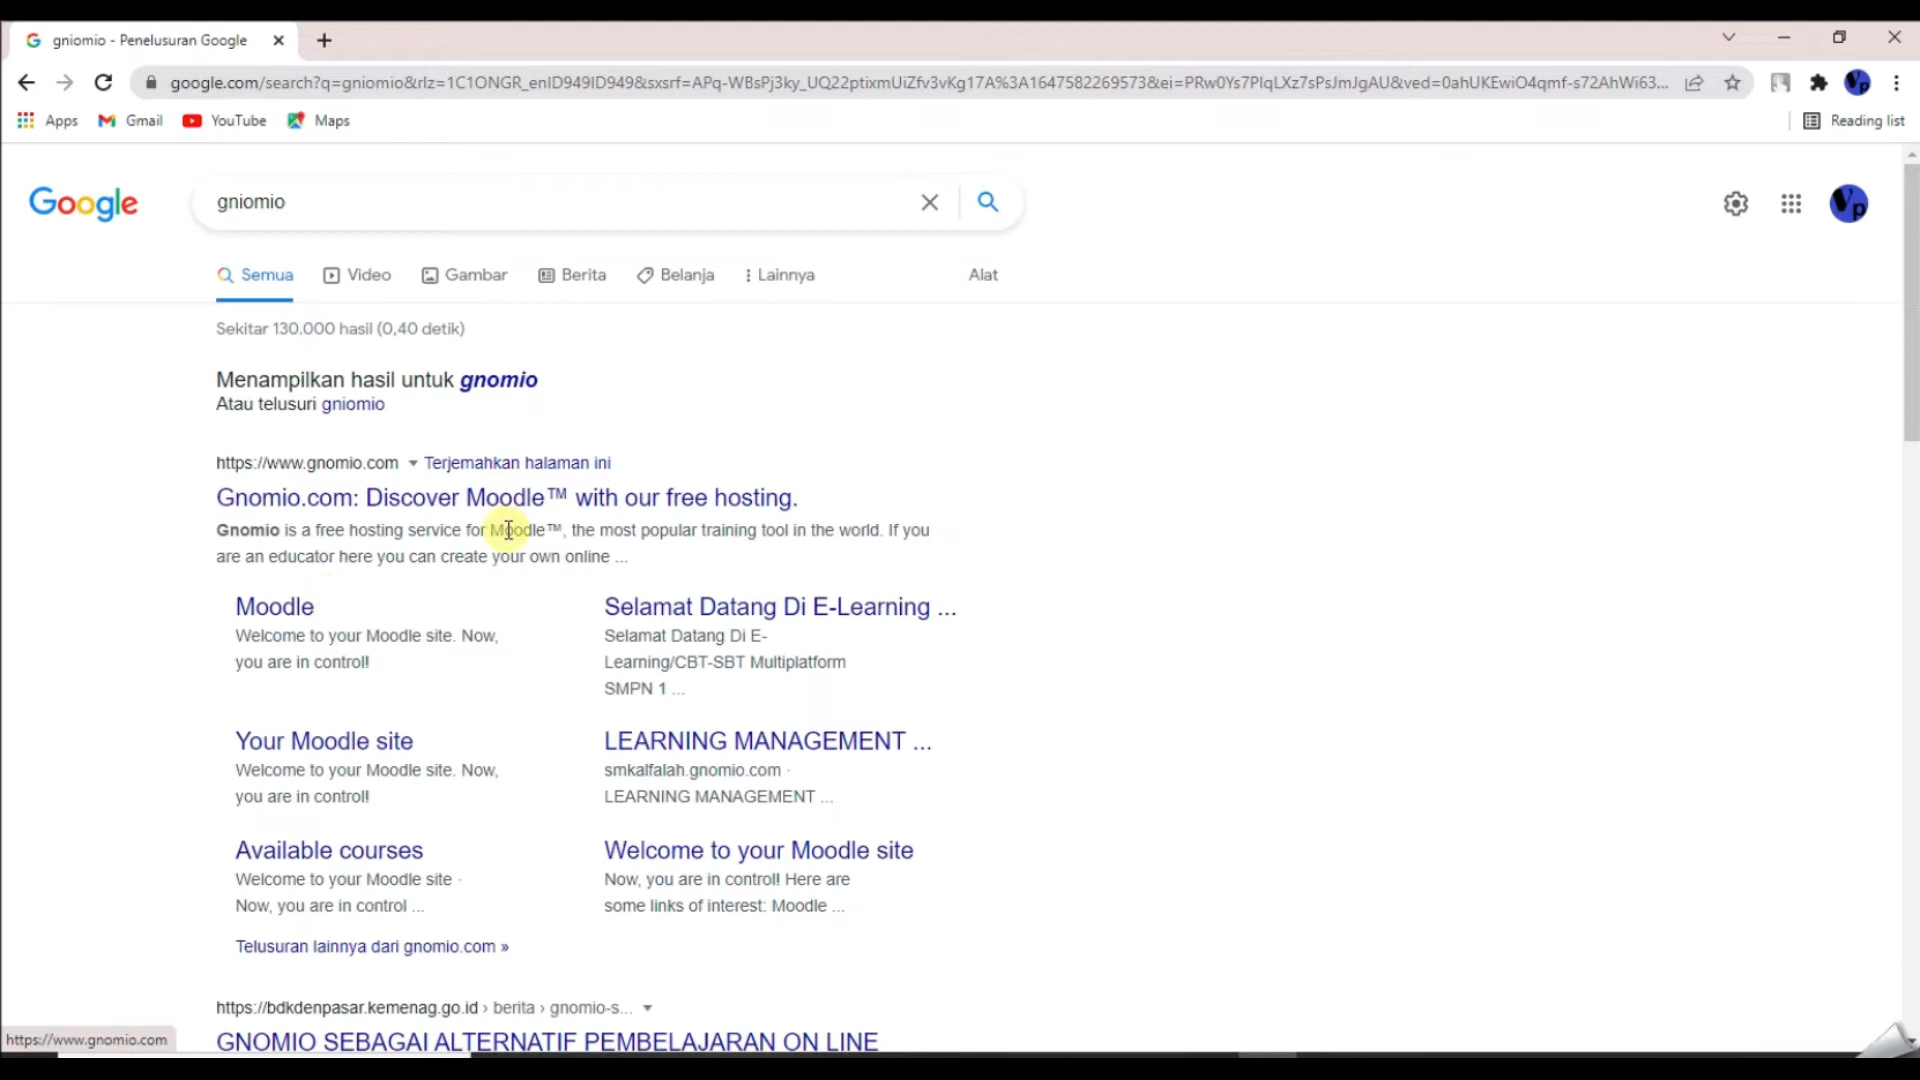 gniomio - Penelusuran Google
google.com/search?q=gniomio&rlz=1C1ONGR_enID949ID949&sxsrf=APq-WBsPj3ky_UQ22ptixmUiZfv3vKg17A%3A1647582269573&ei=PRw0Ys7PIqLXz7sPsJmJgAU&ved=0ahUKEwiO4qmf-s72AhWi63...
Apps Gmail YouTube Maps Reading list
Google gniomio Vp
Semua Video Gambar Berita Belanja Lainnya Alat
Sekitar 130.000 hasil (0,40 detik)
Menampilkan hasil untuk gnomio
Atau telusuri gniomio
https://www.gnomio.com Terjemahkan halaman ini
Gnomio.com: Discover Moodle™ with our free hosting.
Gnomio is a free hosting service for Moodle™, the most popular training tool in the world. If you
are an educator here you can create your own online ...
Moodle
Welcome to your Moodle site. Now,
you are in control!
Selamat Datang Di E-Learning ...
Selamat Datang Di E-
Learning/CBT-SBT Multiplatform
SMPN 1 ...
Your Moodle site
Welcome to your Moodle site. Now,
you are in control!
LEARNING MANAGEMENT ...
smkalfalah.gnomio.com ·
LEARNING MANAGEMENT ...
Available courses
Welcome to your Moodle site ·
Now, you are in control ...
Welcome to your Moodle site
Now, you are in control! Here are
some links of interest: Moodle ...
Telusuran lainnya dari gnomio.com »
https://bdkdenpasar.kemenag.go.id › berita › gnomio-s...
GNOMIO SEBAGAI ALTERNATIF PEMBELAJARAN ON LINE
https://www.gnomio.com